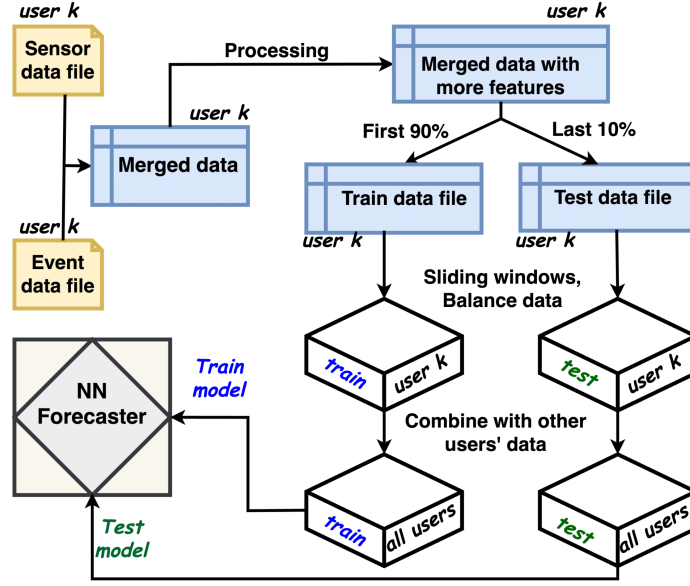 user k
Sensor
data file
user k
Processing
Merged data with
more features
user k
Merged data
First 90%
Last 10%
Train data file
user k
Test data file
user k
user k
Event
data file
Sliding windows,
Balance data
train
user k
test
user k
Combine with other
users' data
train
all users
test
all users
Train
model
NN
Forecaster
Test
model